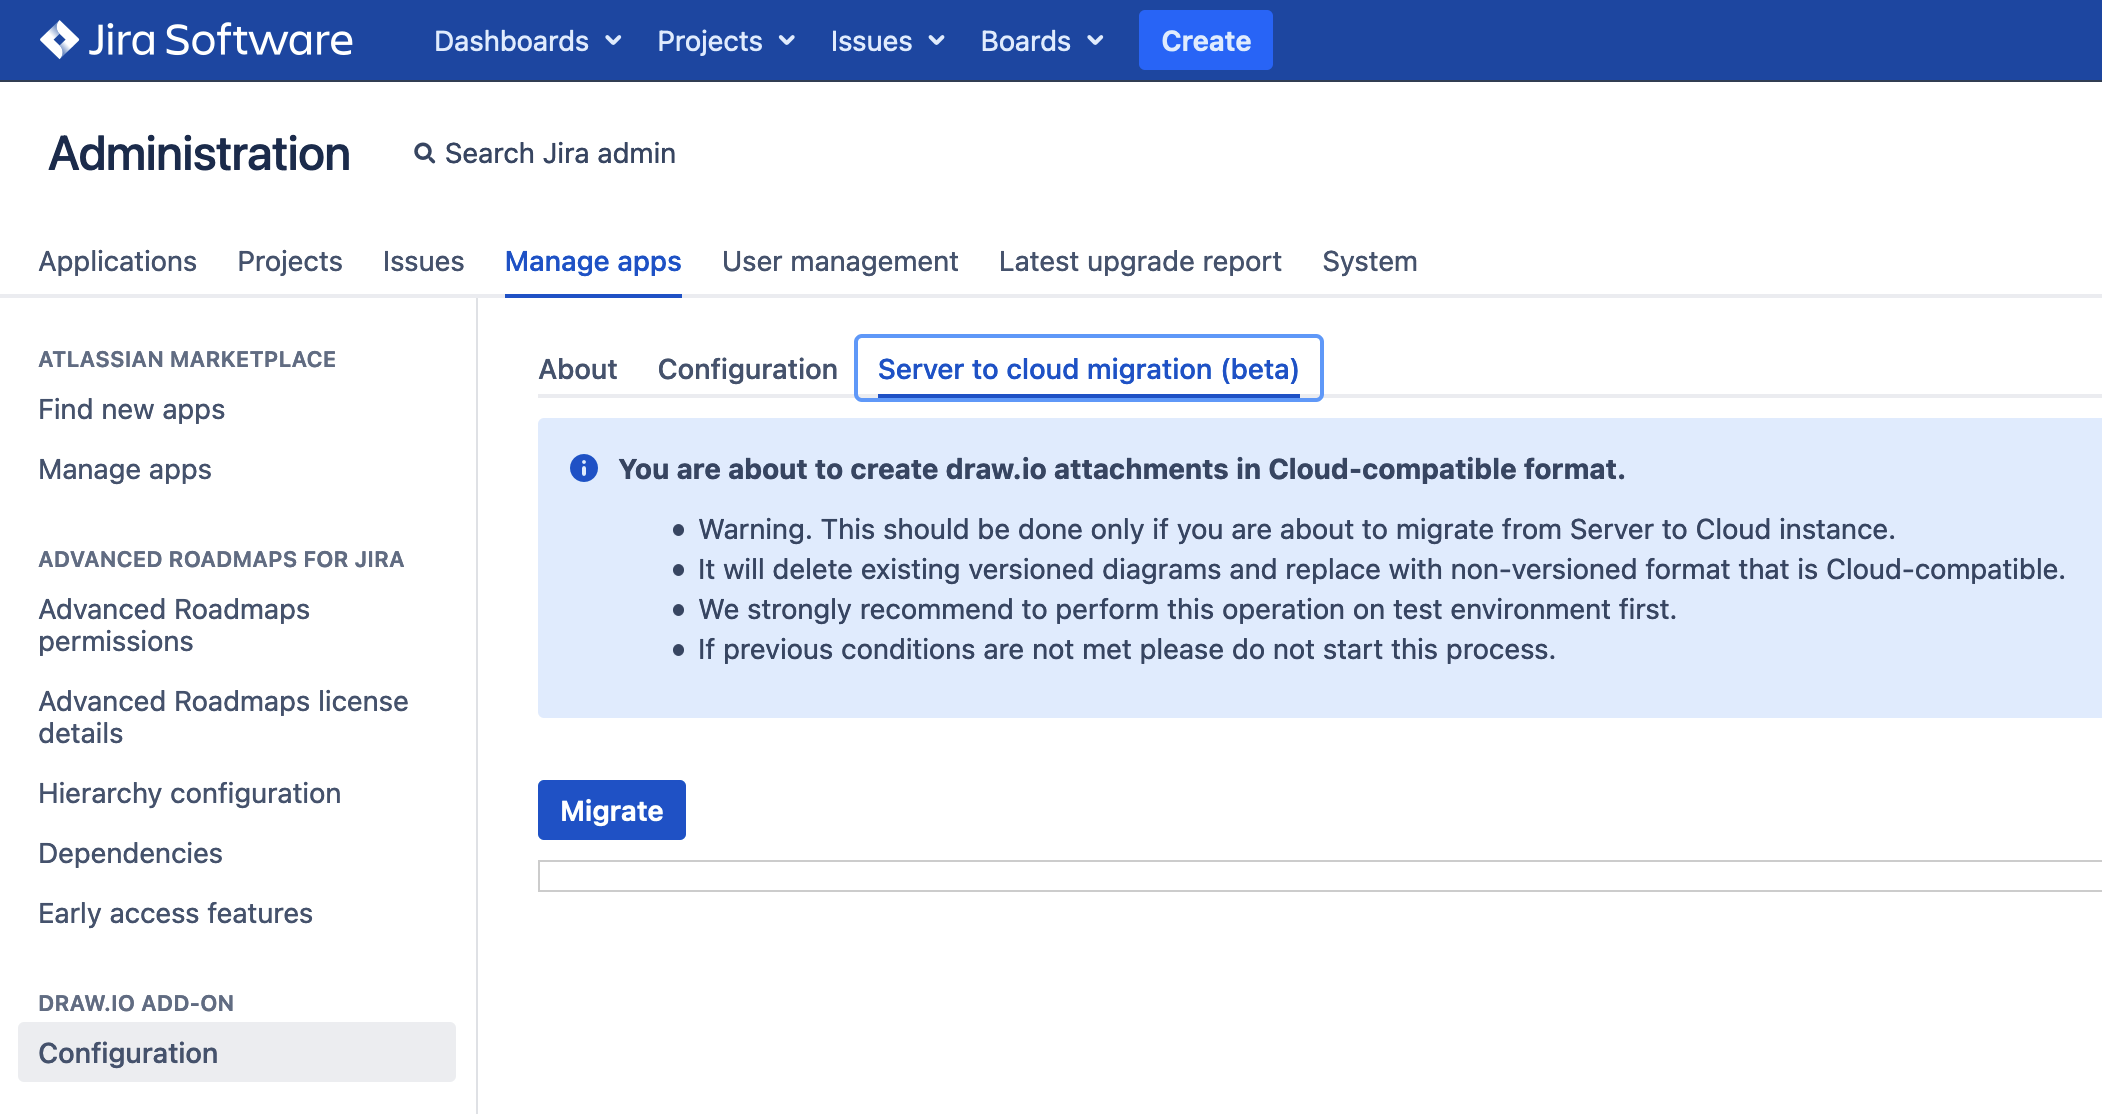 Jira Software Dashboards Projects Issues Boards Create
Administration Search Jira admin
Applications Projects Issues Manage apps User management Latest upgrade report System
ATLASSIAN MARKETPLACE
Find new apps
Manage apps
ADVANCED ROADMAPS FOR JIRA
Advanced Roadmaps
permissions
Advanced Roadmaps license
details
Hierarchy configuration
Dependencies
Early access features
DRAW.IO ADD-ON
Configuration
About Configuration Server to cloud migration (beta)
You are about to create draw.io attachments in Cloud-compatible format.
• Warning. This should be done only if you are about to migrate from Server to Cloud instance.
• It will delete existing versioned diagrams and replace with non-versioned format that is Cloud-compatible.
• We strongly recommend to perform this operation on test environment first.
• If previous conditions are not met please do not start this process.
Migrate